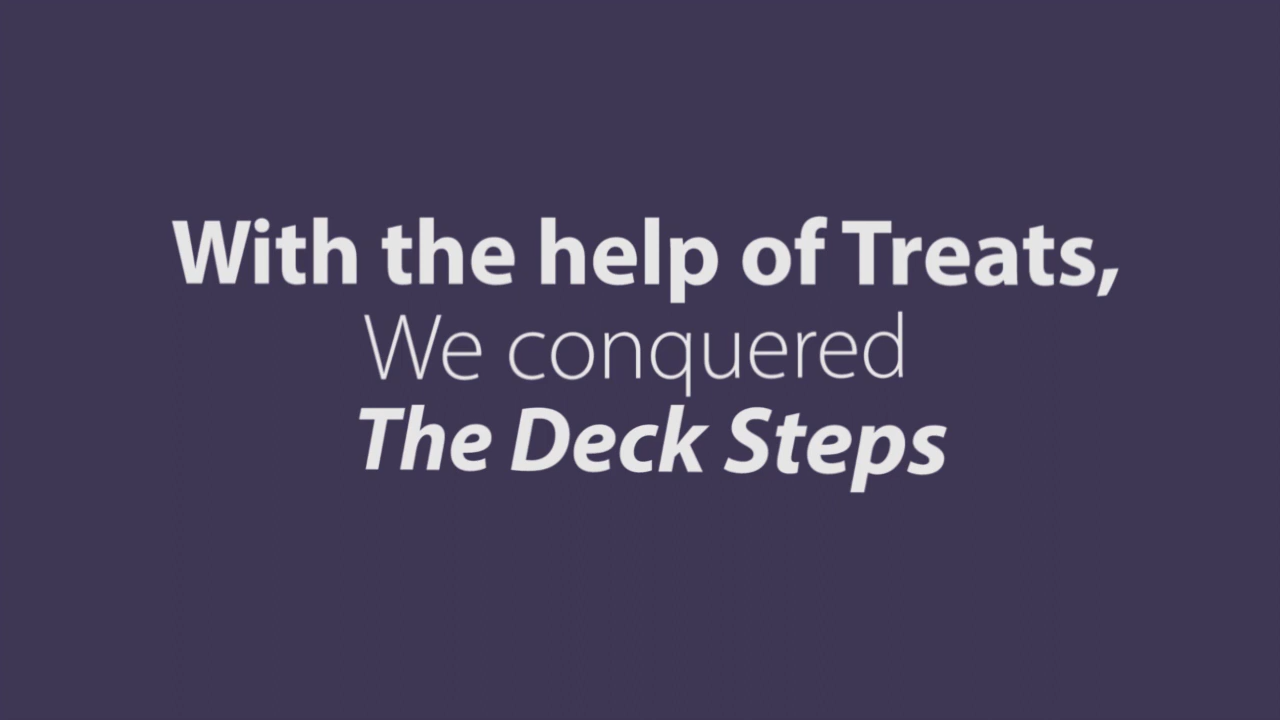 With the help of Treats,
We conquered
The Deck Steps